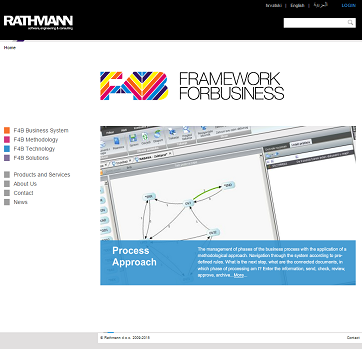 hrvatski | English | العربية LOGIN
RATHMANN
software, engineering & consulting
Home
F4B FRAMEWORK
FORBUSINESS
F4B Business System
F4B Methodology
F4B Technology
F4B Solutions
Products and Services
About Us
Contact
News
Process
Approach
The management of phases of the business process with the application of a
methodological approach. Navigation through the system according to pre-
defined rules. What is the next step, what are the connected documents, in
which phase of processing am I? Enter the information, send, check, review,
approve, archive... More...
© Rathmann d.o.o. 2009,2015 Contact